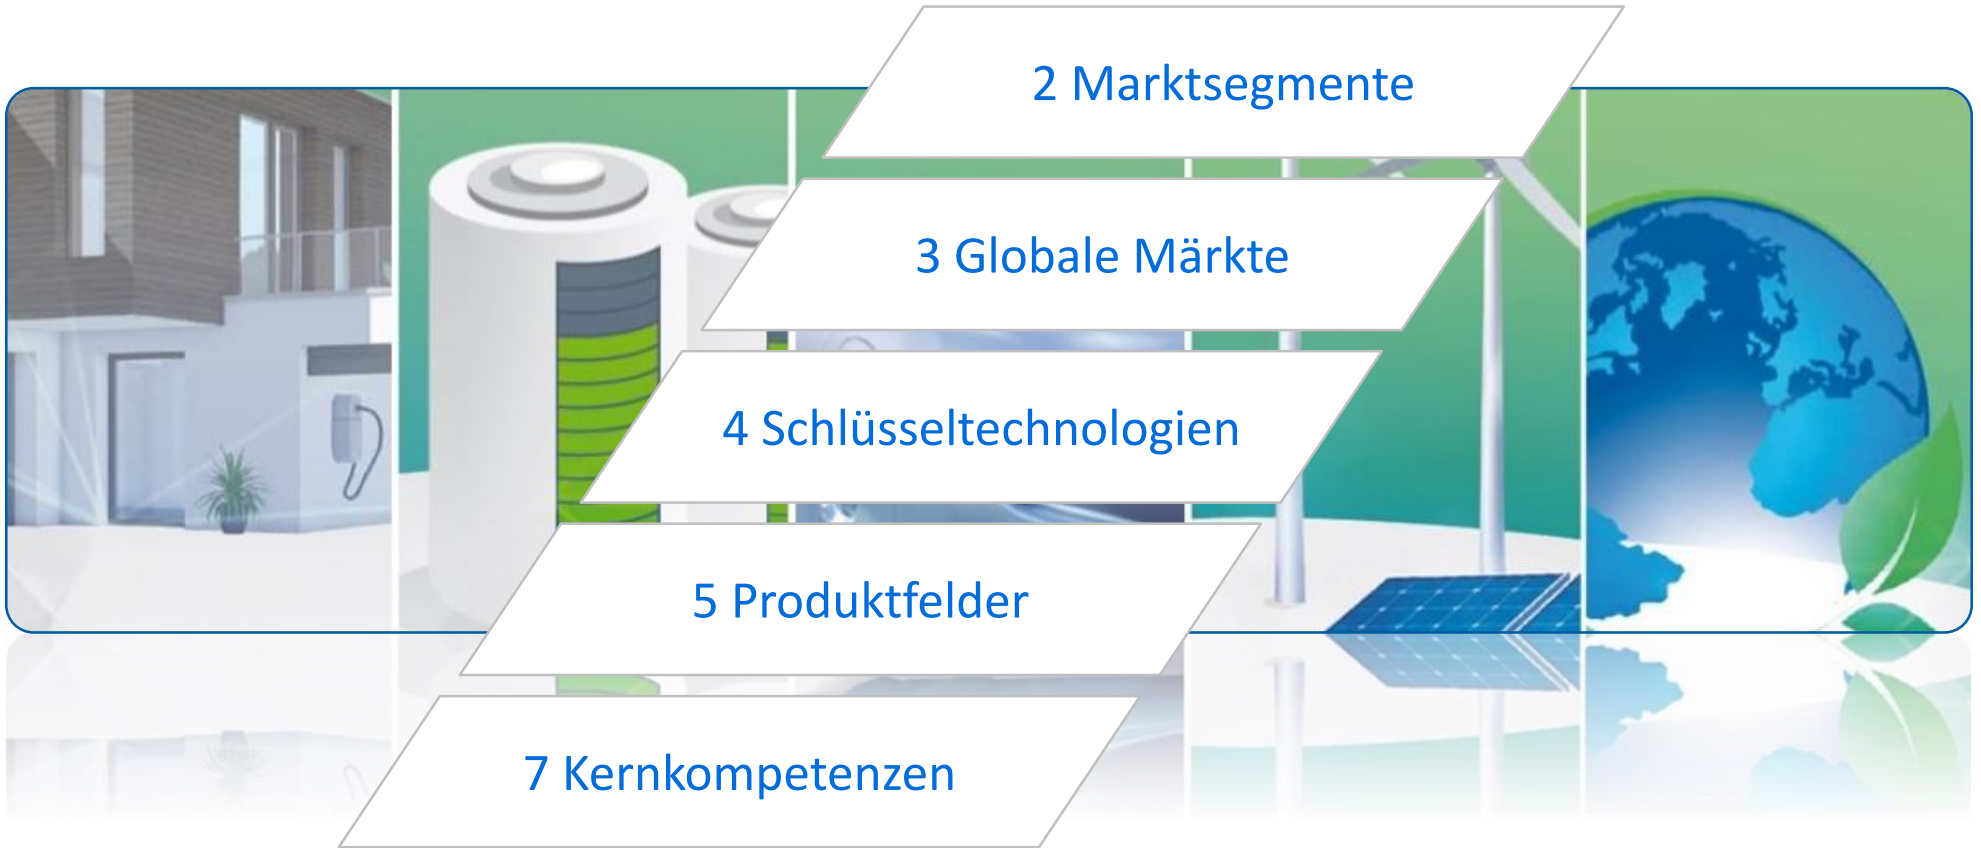 2 Marktsegmente
3 Globale Märkte
4 Schlüsseltechnologien
5 Produktfelder
7 Kernkompetenzen